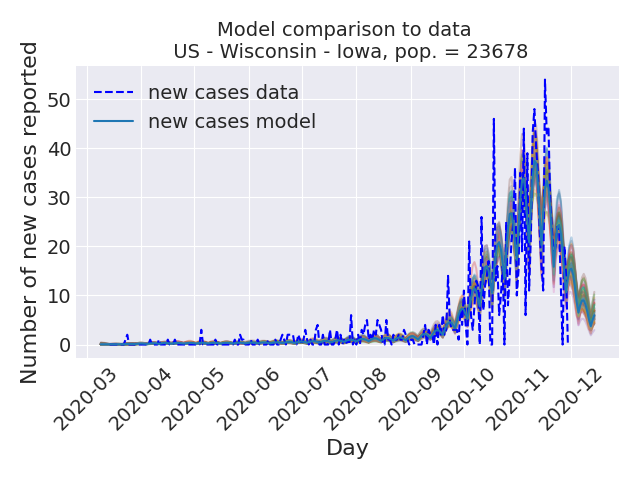 Model comparison to data
US - Wisconsin - Iowa, pop. = 23678
Number of new cases reported
50
40
30
20
10
0
new cases data
new cases model
2020-03
2020-04
2020-05
2020-06
2020-07
2020-08
2020-09
2020-10
2020-11
2020-12
Day